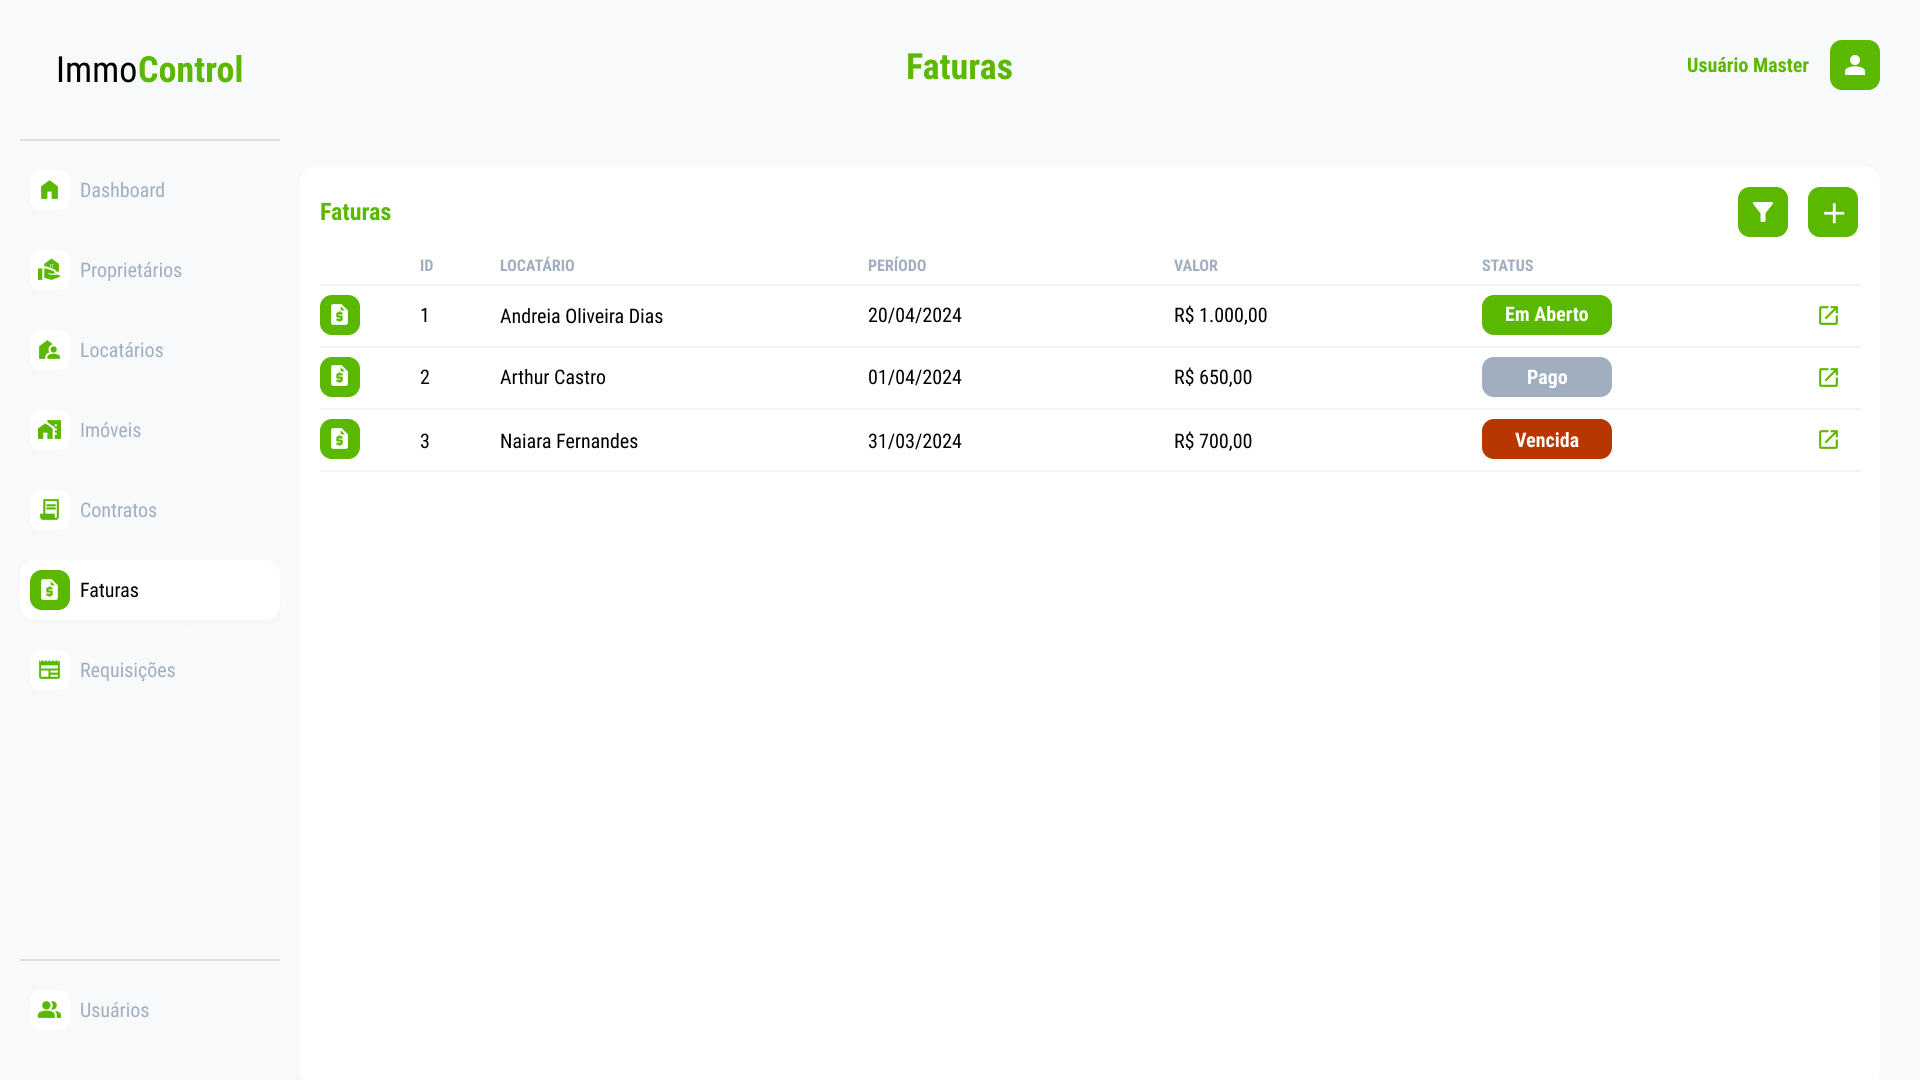 ImmoControl
Faturas
Usuário Master
Dashboard
Proprietários
Locatários
Imóveis
Contratos
Faturas
Requisições
Usuários
Faturas
ID LOCATÁRIO PERÍODO VALOR STATUS
1 Andreia Oliveira Dias 20/04/2024 R$ 1.000,00 Em Aberto
2 Arthur Castro 01/04/2024 R$ 650,00 Pago
3 Naiara Fernandes 31/03/2024 R$ 700,00 Vencida